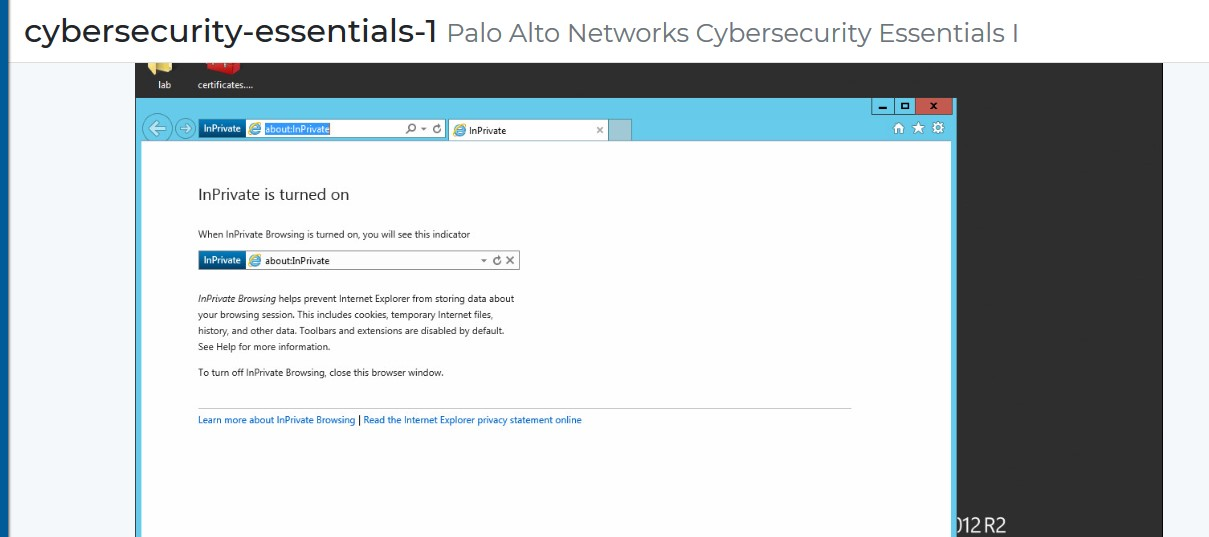 cybersecurity-essentials-1 Palo Alto Networks Cybersecurity Essentials I
lab certificates....
InPrivate about:InPrivate InPrivate
InPrivate is turned on
When InPrivate Browsing is turned on, you will see this indicator
InPrivate about:InPrivate
InPrivate Browsing helps prevent Internet Explorer from storing data about
your browsing session. This includes cookies, temporary Internet files,
history, and other data. Toolbars and extensions are disabled by default.
See Help for more information.
To turn off InPrivate Browsing, close this browser window.
Learn more about InPrivate Browsing | Read the Internet Explorer privacy statement online
012 R2